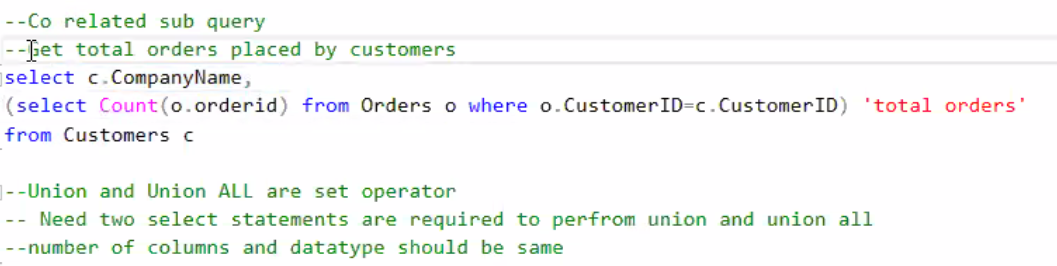 --Co related sub query
--Get total orders placed by customers
select c.CompanyName,
(select Count(o.orderid) from Orders o where o.CustomerID=c.CustomerID) 'total orders'
from Customers c
--Union and Union ALL are set operator
-- Need two select statements are required to perfrom union and union all
--number of columns and datatype should be same